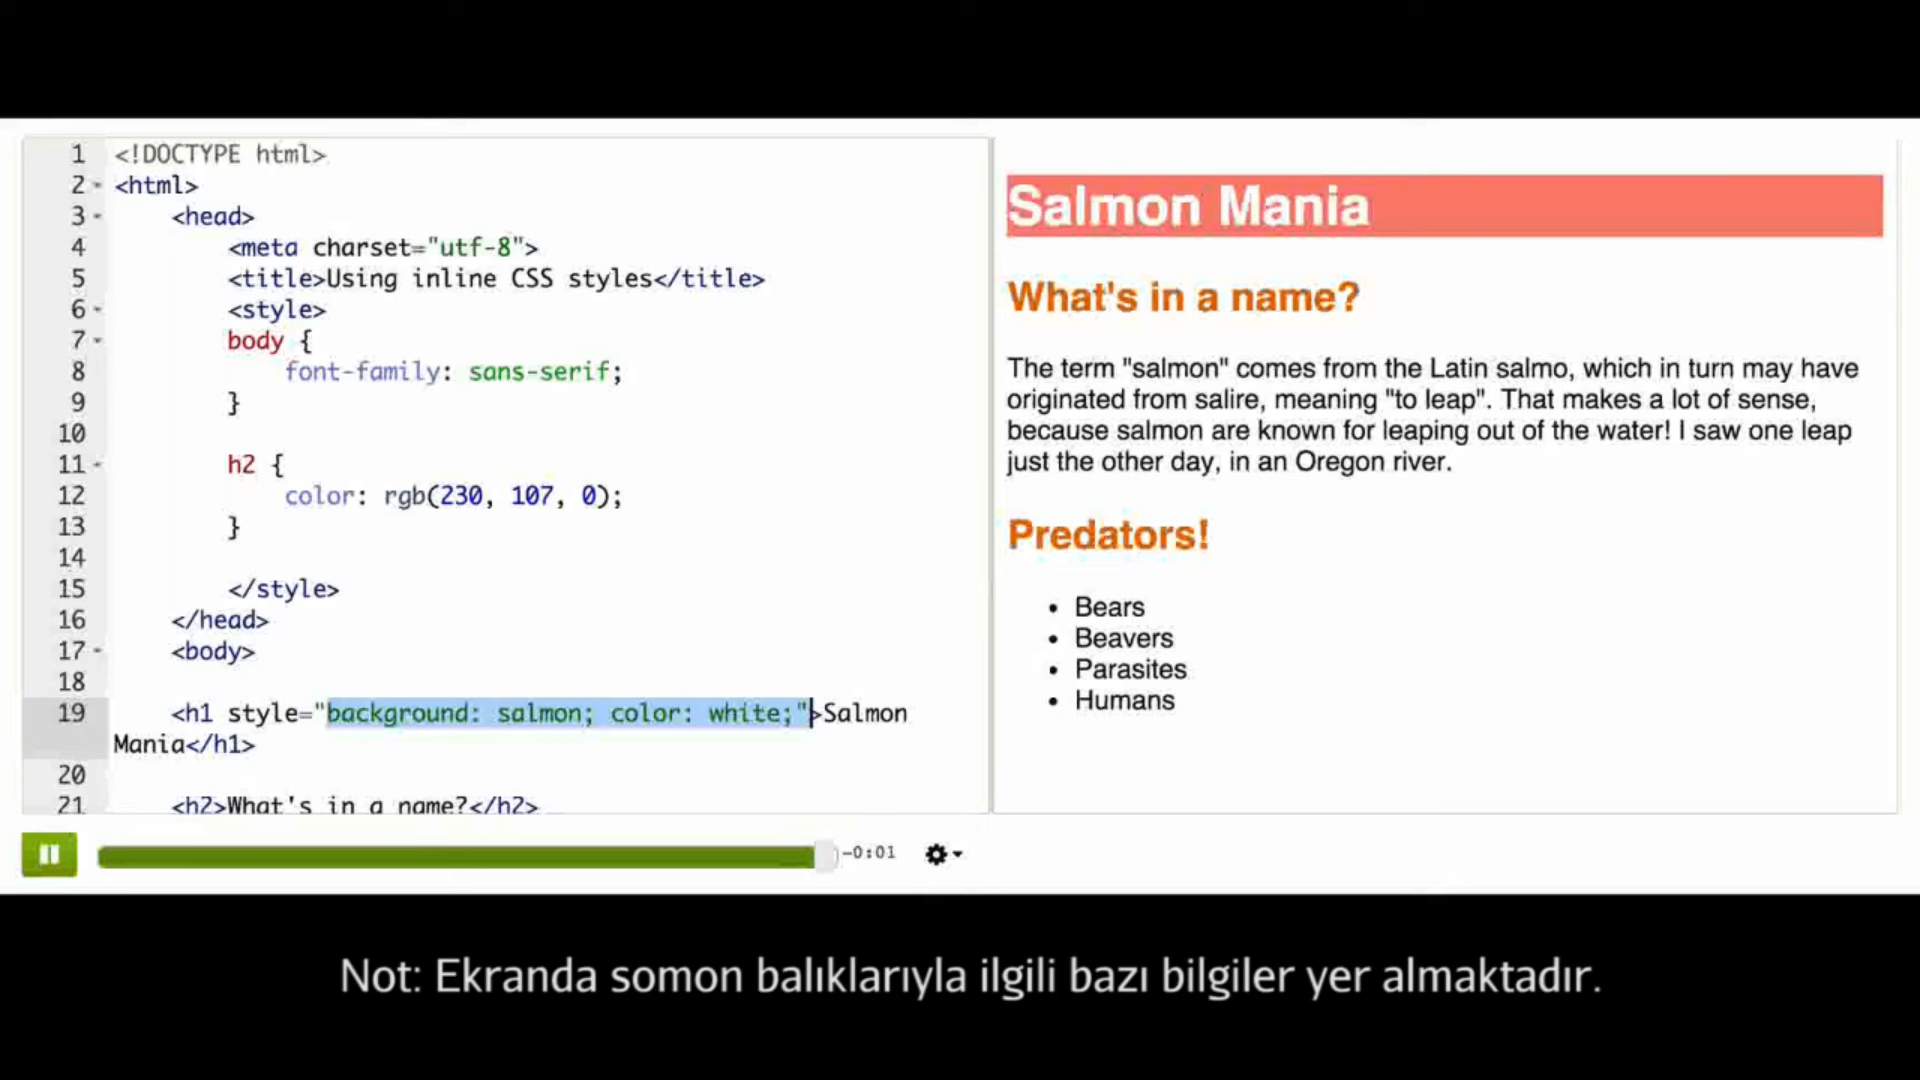 1 <!DOCTYPE html>
2 <html>
3 <head>
4 <meta charset="utf-8">
5 <title>Using inline CSS styles</title>
6 <style>
7 body {
8 font-family: sans-serif;
9 }
10
11 h2 {
12 color: rgb(230, 107, 0);
13 }
14
15 </style>
16 </head>
17 <body>
18
19 <h1 style="background: salmon; color: white;">Salmon
Mania</h1>
20
21 <h2>What's in a name?</h2>
-0:01
Salmon Mania
What's in a name?
The term "salmon" comes from the Latin salmo, which in turn may have
originated from salire, meaning "to leap". That makes a lot of sense,
because salmon are known for leaping out of the water! I saw one leap
just the other day, in an Oregon river.
Predators!
• Bears
• Beavers
• Parasites
• Humans
Not: Ekranda somon balıklarıyla ilgili bazı bilgiler yer almaktadır.